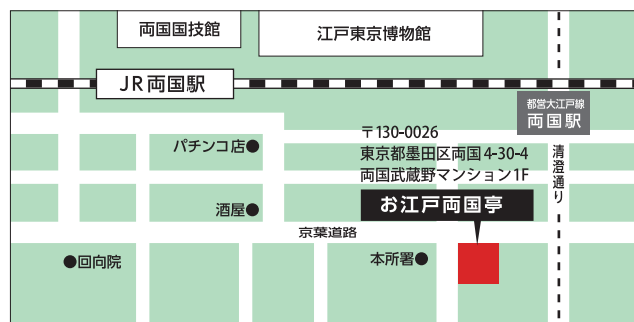 両国国技館
江戸東京博物館
JR両国駅
都営大江戸線
両国駅
〒130-0026
東京都墨田区両国4-30-4
両国武蔵野マンション1F
パチンコ店
清澄通り
お江戸両国亭
酒屋
京葉道路
本所署
回向院